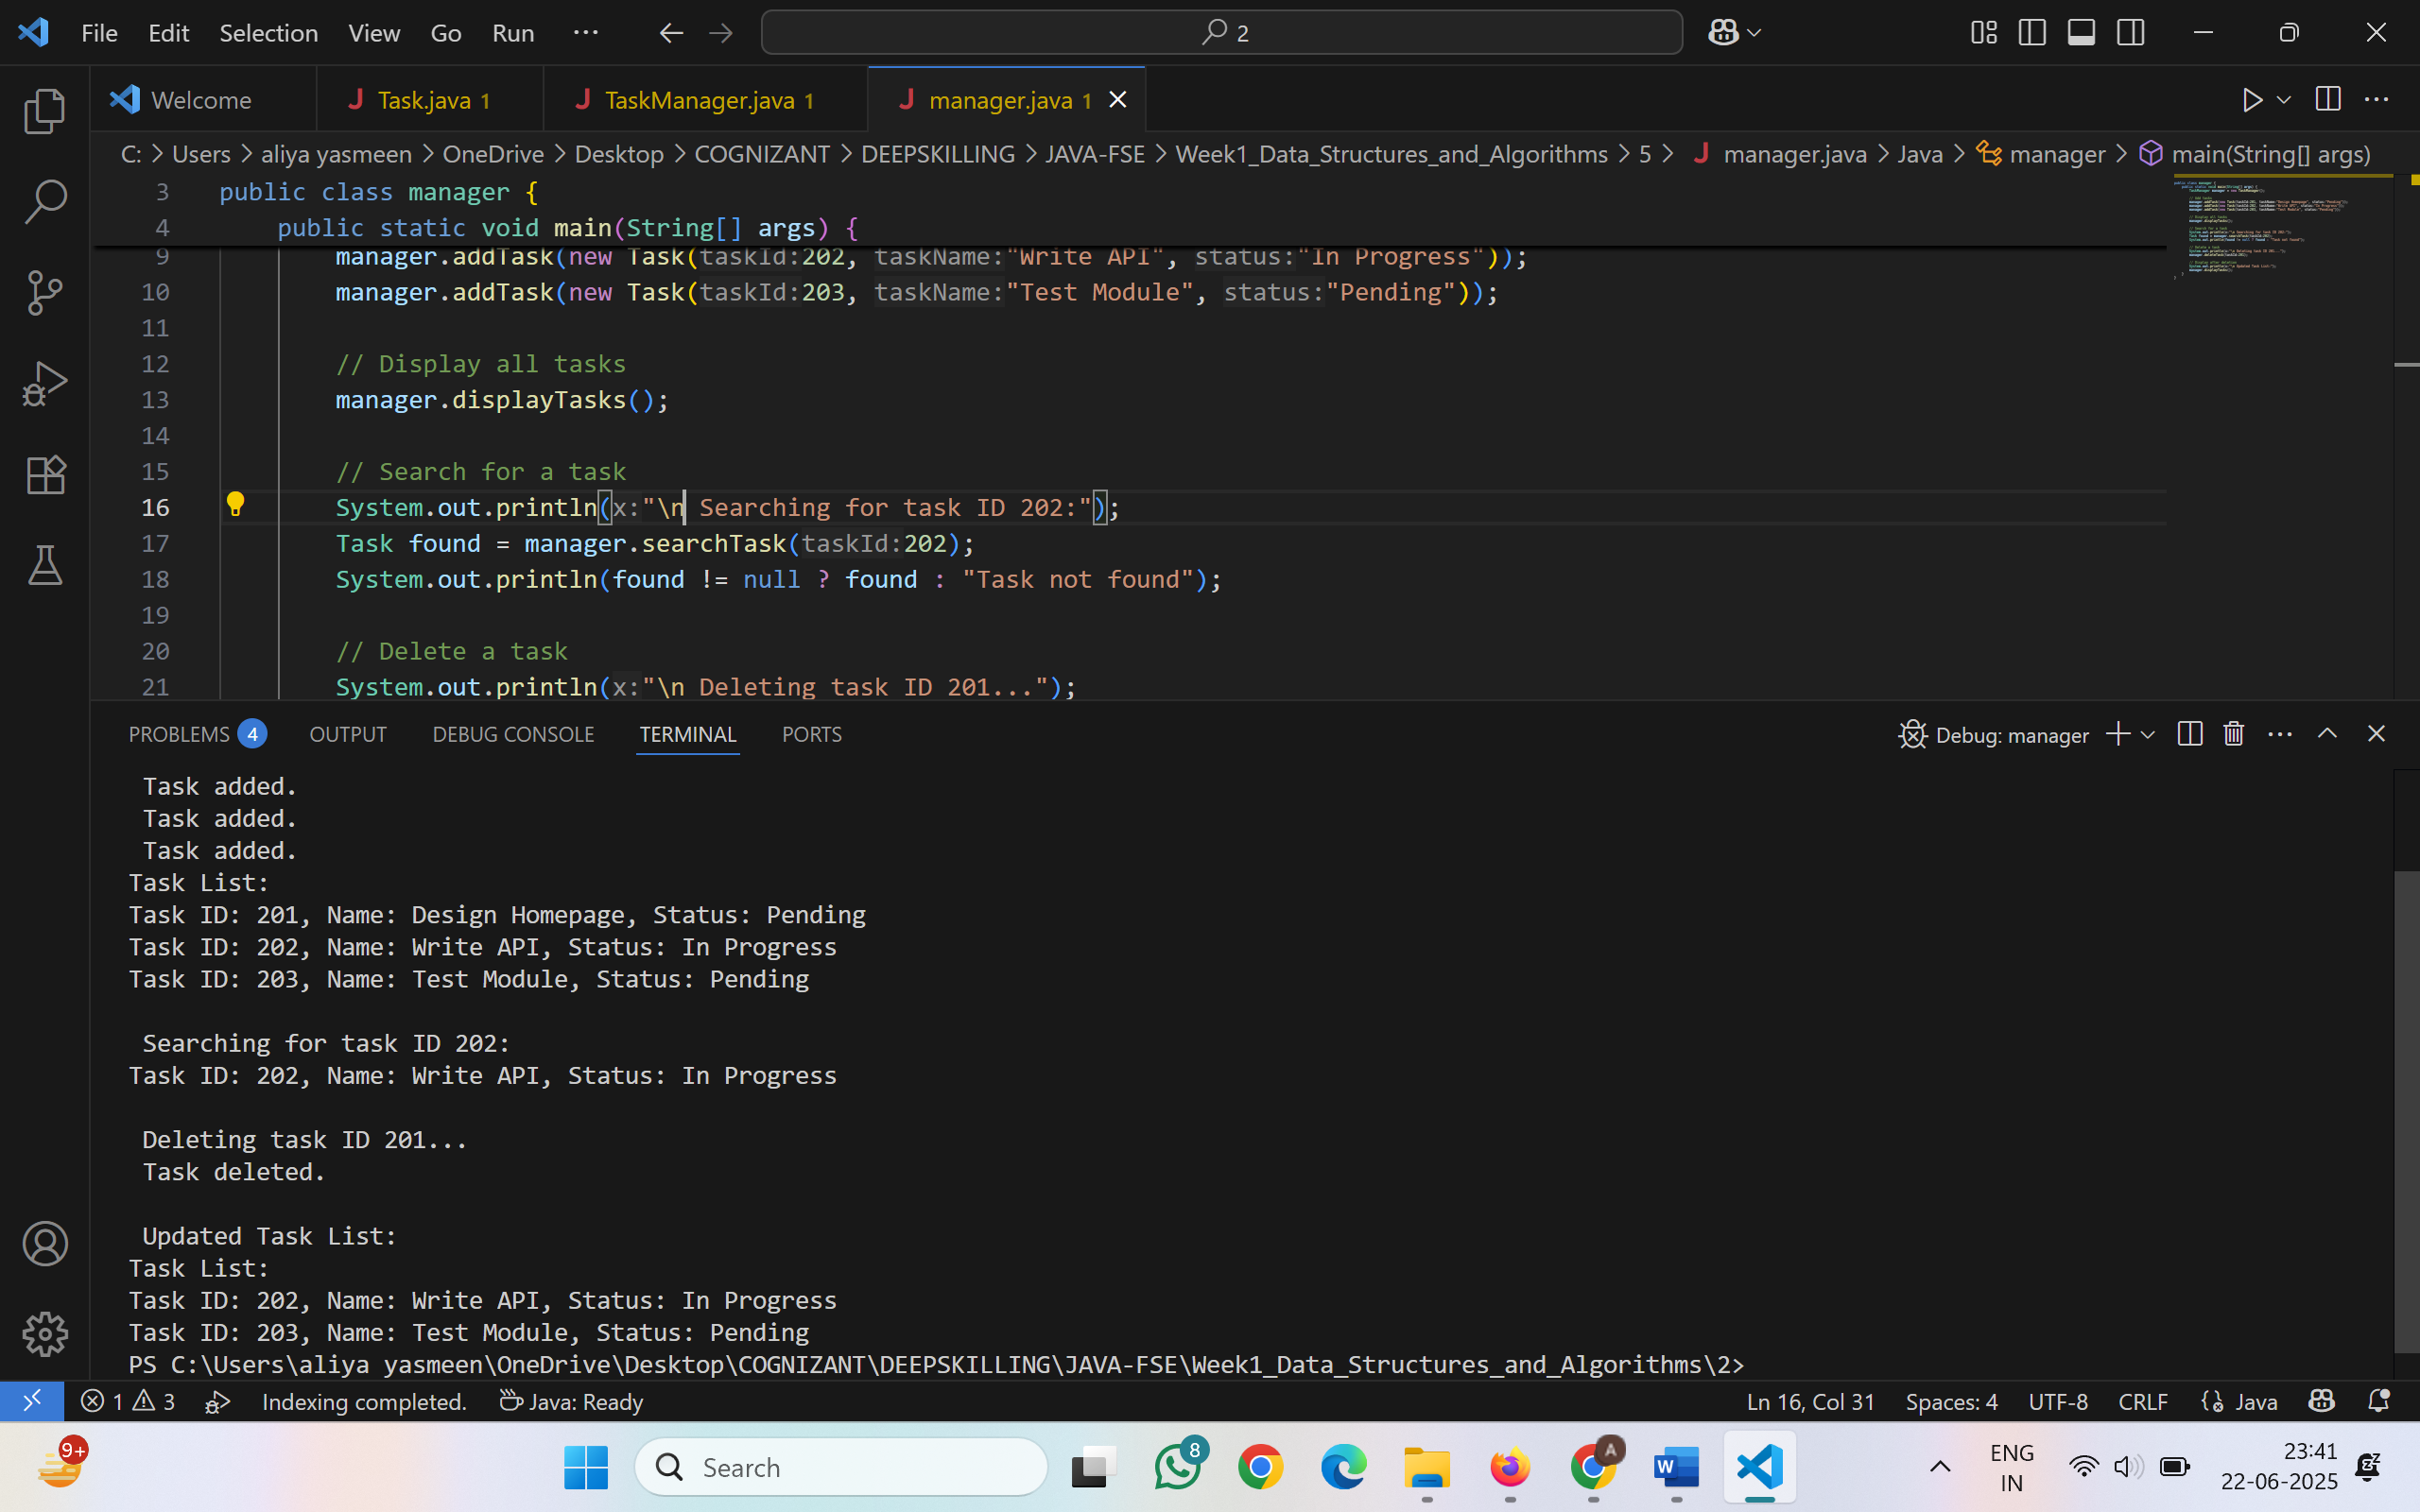 File Edit Selection View Go Run ··· 2
Welcome
Task.java 1
TaskManager.java 1
manager.java 1
C: > Users > aliya yasmeen > OneDrive > Desktop > COGNIZANT > DEEPSKILLING > JAVA-FSE > Week1_Data_Structures_and_Algorithms > 5 > manager.java > Java > manager > main(String[] args)
3 public class manager {
4 public static void main(String[] args) {
9 manager.addTask(new Task(taskId:202, taskName:"Write API", status:"In Progress"));
10 manager.addTask(new Task(taskId:203, taskName:"Test Module", status:"Pending"));
11
12 // Display all tasks
13 manager.displayTasks();
14
15 // Search for a task
16 System.out.println(x:"\n Searching for task ID 202:");
17 Task found = manager.searchTask(taskId:202);
18 System.out.println(found != null ? found : "Task not found");
19
20 // Delete a task
21 System.out.println(x:"\n Deleting task ID 201...");
PROBLEMS 4 OUTPUT DEBUG CONSOLE TERMINAL PORTS Debug: manager
Task added.
Task added.
Task added.
Task List:
Task ID: 201, Name: Design Homepage, Status: Pending
Task ID: 202, Name: Write API, Status: In Progress
Task ID: 203, Name: Test Module, Status: Pending
Searching for task ID 202:
Task ID: 202, Name: Write API, Status: In Progress
Deleting task ID 201...
Task deleted.
Updated Task List:
Task List:
Task ID: 202, Name: Write API, Status: In Progress
Task ID: 203, Name: Test Module, Status: Pending
PS C:\Users\aliya yasmeen\OneDrive\Desktop\COGNIZANT\DEEPSKILLING\JAVA-FSE\Week1_Data_Structures_and_Algorithms\2>
1 3 Indexing completed. Java: Ready Ln 16, Col 31 Spaces: 4 UTF-8 CRLF Java
9+ Search 8 A W ENG 23:41
IN 22-06-2025